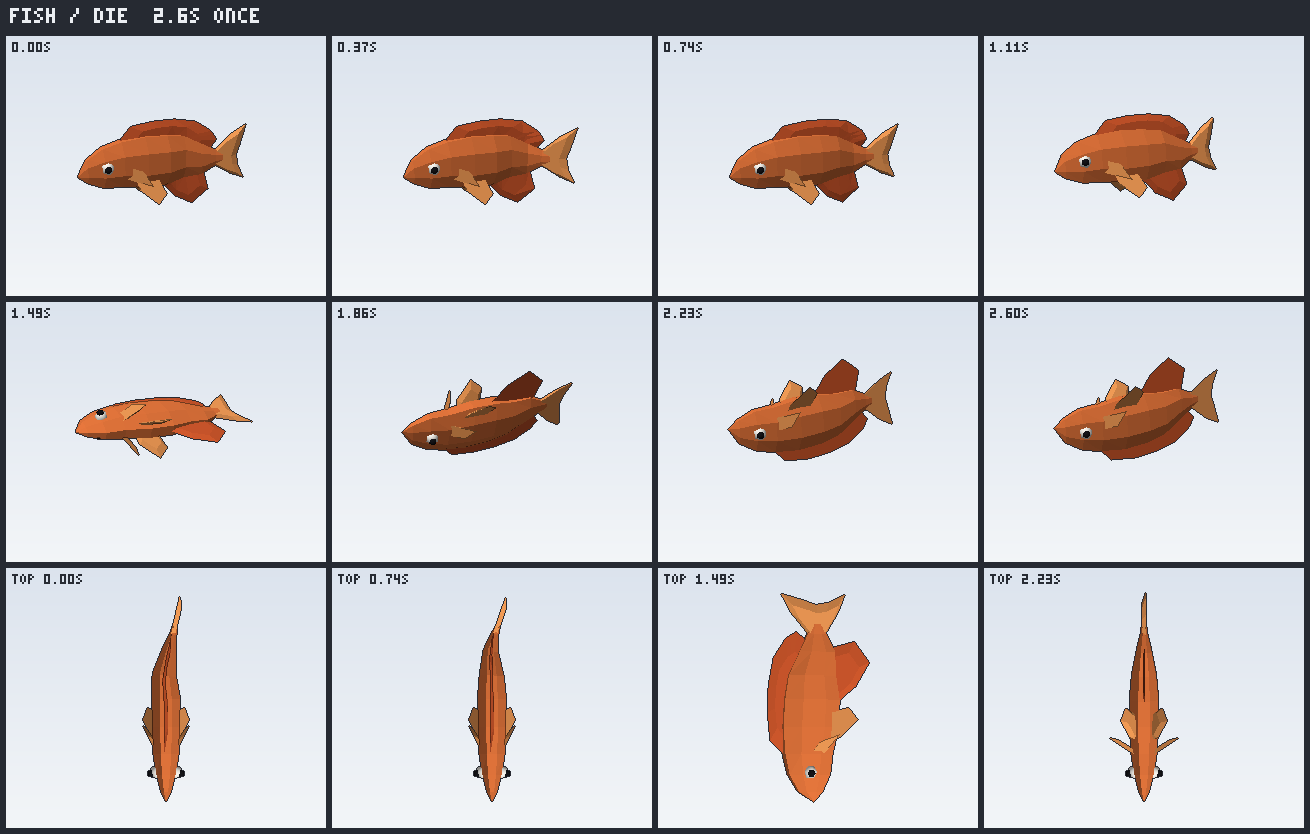 FISH / DIE 2.6S ONCE
0.00S
0.37S
0.74S
1.11S
1.49S
1.86S
2.23S
2.60S
TOP 0.00S
TOP 0.74S
TOP 1.49S
TOP 2.23S